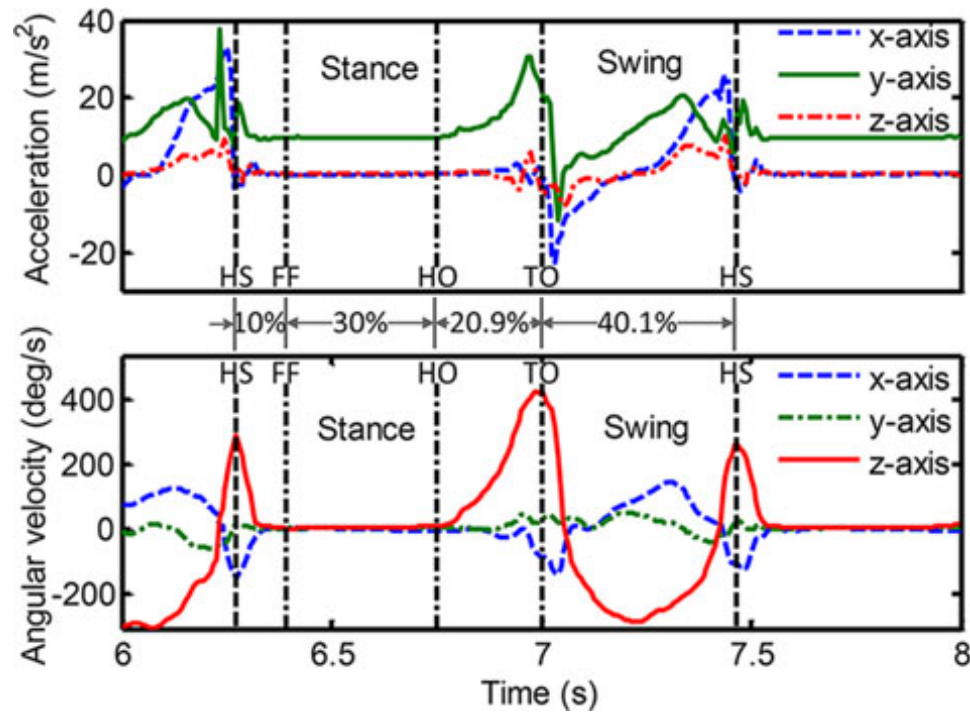 Acceleration (m/s²)
40
20
0
-20
Stance
Swing
x-axis
y-axis
z-axis
HS FF HO TO HS
10% 30% 20.9% 40.1%
Angular velocity (deg/s)
HS FF HO TO HS
400
200
0
-200
Stance
Swing
x-axis
y-axis
z-axis
6 6.5 7 7.5 8
Time (s)